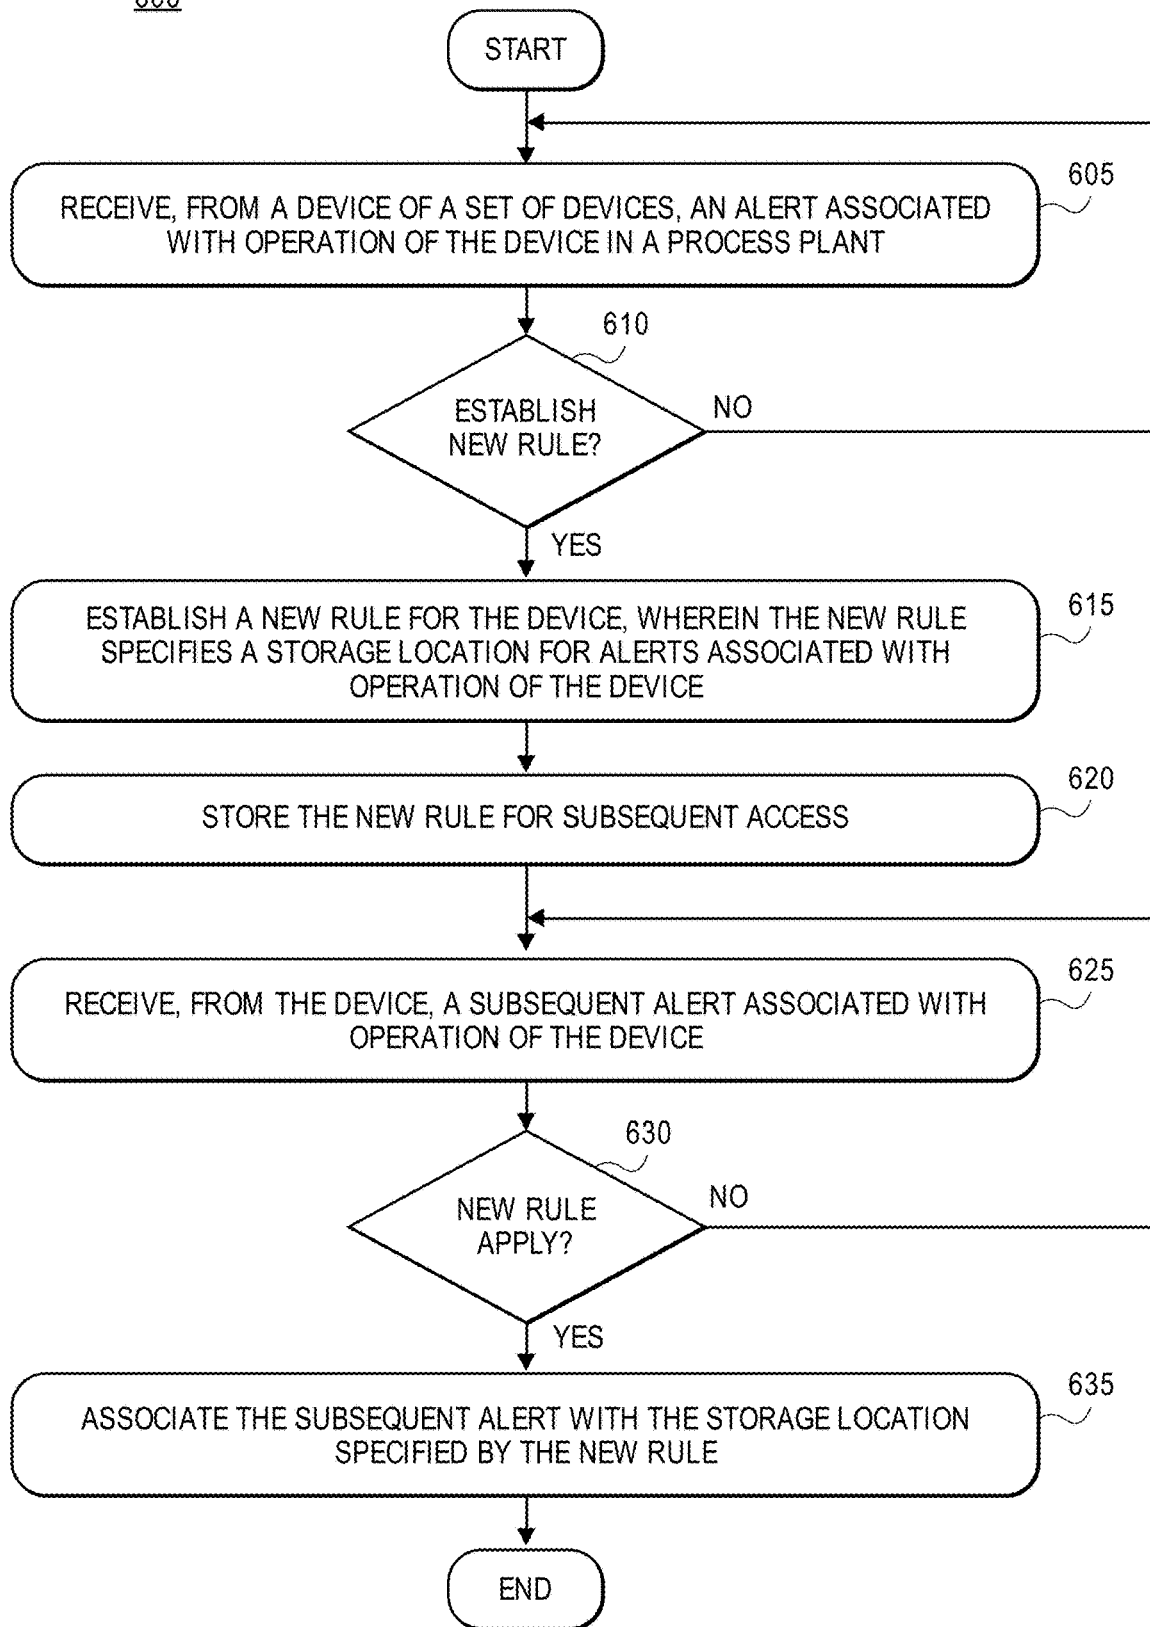 START
605
RECEIVE, FROM A DEVICE OF A SET OF DEVICES, AN ALERT ASSOCIATED
WITH OPERATION OF THE DEVICE IN A PROCESS PLANT
610
ESTABLISH
NEW RULE?
NO
YES
615
ESTABLISH A NEW RULE FOR THE DEVICE, WHEREIN THE NEW RULE
SPECIFIES A STORAGE LOCATION FOR ALERTS ASSOCIATED WITH
OPERATION OF THE DEVICE
620
STORE THE NEW RULE FOR SUBSEQUENT ACCESS
625
RECEIVE, FROM THE DEVICE, A SUBSEQUENT ALERT ASSOCIATED WITH
OPERATION OF THE DEVICE
630
NEW RULE
APPLY?
NO
YES
635
ASSOCIATE THE SUBSEQUENT ALERT WITH THE STORAGE LOCATION
SPECIFIED BY THE NEW RULE
END